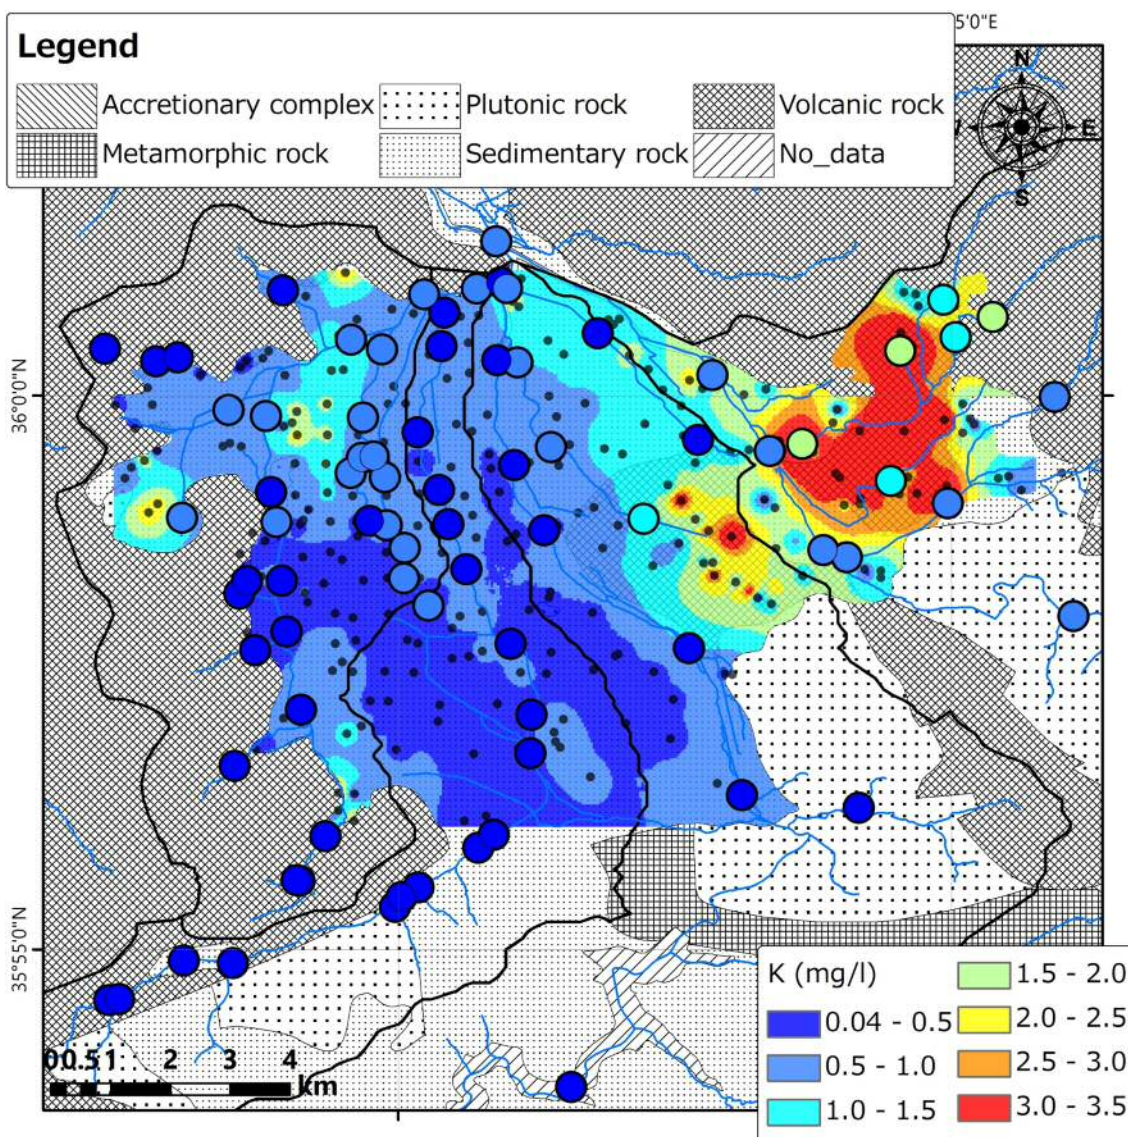 5'0"E
Legend
Accretionary complex Plutonic rock Volcanic rock
Metamorphic rock Sedimentary rock No_data
N
E
S
36°0'0"N
35°55'0"N
0 0.5 1 2 3 4
km
K (mg/l)
0.04 - 0.5
0.5 - 1.0
1.0 - 1.5
1.5 - 2.0
2.0 - 2.5
2.5 - 3.0
3.0 - 3.5